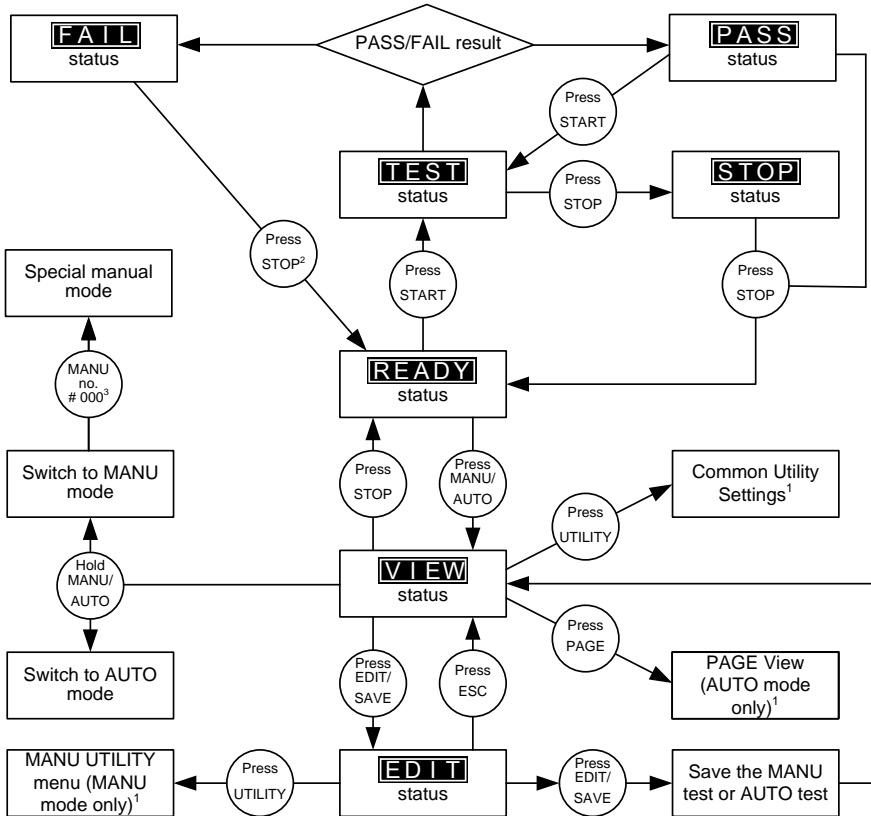 FAIL
status
PASS/FAIL result
PASS
status
Press
START
TEST
status
Press
STOP
STOP
status
Press
STOP²
Press
START
Press
STOP
Special manual
mode
READY
status
MANU
no.
# 000³
Switch to MANU
mode
Press
STOP
Press
MANU/
AUTO
Common Utility
Settings¹
Press
UTILITY
Hold
MANU/
AUTO
VIEW
status
Press
PAGE
Switch to AUTO
mode
Press
EDIT/
SAVE
Press
ESC
PAGE View
(AUTO mode
only)¹
MANU UTILITY
menu (MANU
mode only)¹
Press
UTILITY
EDIT
status
Press
EDIT/
SAVE
Save the MANU
test or AUTO test